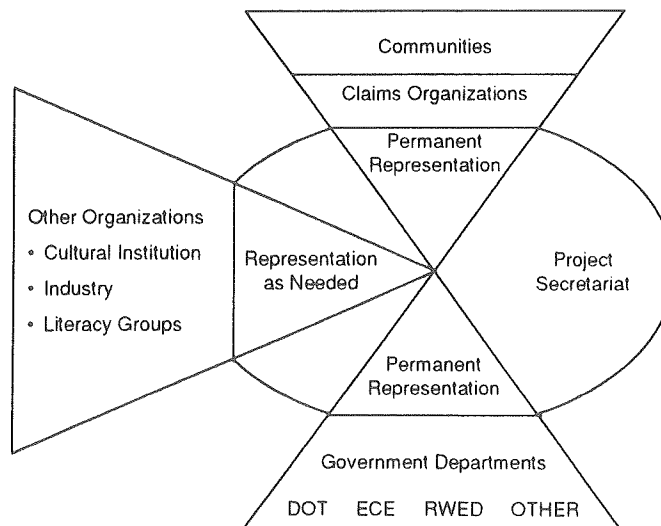 Communities
Claims Organizations
Permanent
Representation
Other Organizations
• Cultural Institution
• Industry
• Literacy Groups
Representation
as Needed
Project
Secretariat
Permanent
Representation
Government Departments
DOT ECE RWED OTHER